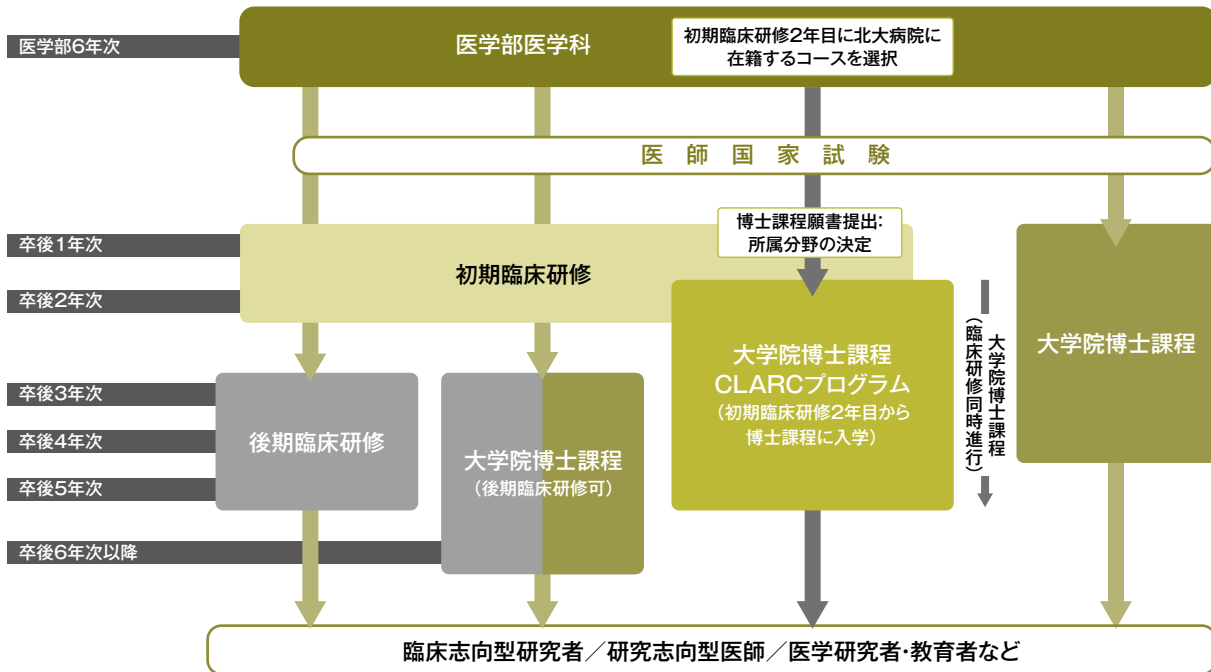 医学部6年次
医学部医学科
初期臨床研修2年目に北大病院に
在籍するコースを選択
医師国家試験
博士課程願書提出:
所属分野の決定
卒後1年次
初期臨床研修
卒後2年次
大学院博士課程
CLARCプログラム
(初期臨床研修2年目から
博士課程に入学)
大学院博士課程
(臨床研修同時進行)
大学院博士課程
卒後3年次
卒後4年次
卒後5年次
後期臨床研修
大学院博士課程
(後期臨床研修可)
卒後6年次以降
臨床志向型研究者／研究志向型医師／医学研究者・教育者など